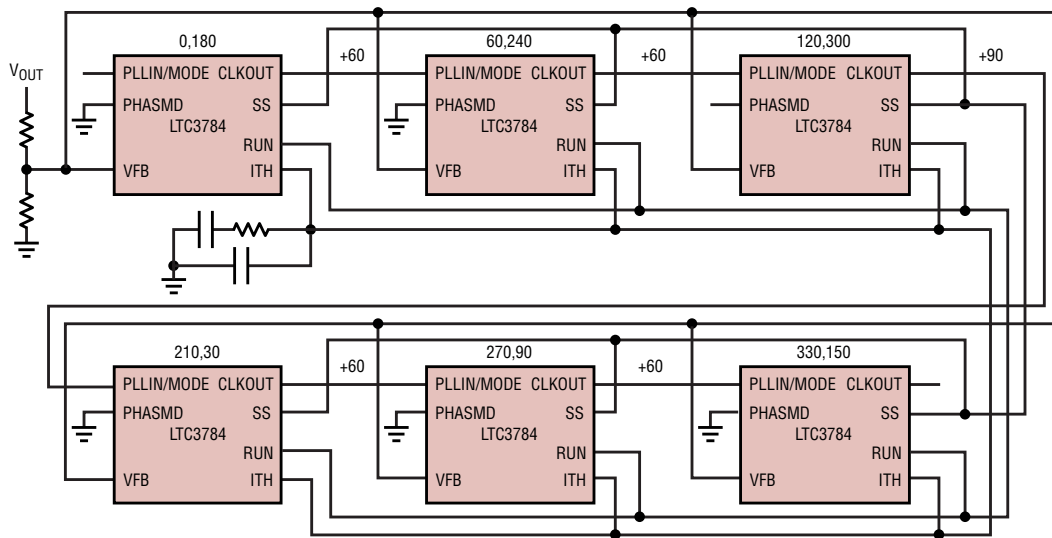 0,180
60,240
120,300
+60
+60
+90
VOUT
PLLIN/MODE CLKOUT
PHASMD SS
LTC3784
RUN
VFB ITH
PLLIN/MODE CLKOUT
PHASMD SS
LTC3784
RUN
VFB ITH
PLLIN/MODE CLKOUT
PHASMD SS
LTC3784
RUN
VFB ITH
210,30
270,90
330,150
+60
+60
PLLIN/MODE CLKOUT
PHASMD SS
LTC3784
RUN
VFB ITH
PLLIN/MODE CLKOUT
PHASMD SS
LTC3784
RUN
VFB ITH
PLLIN/MODE CLKOUT
PHASMD SS
LTC3784
RUN
VFB ITH